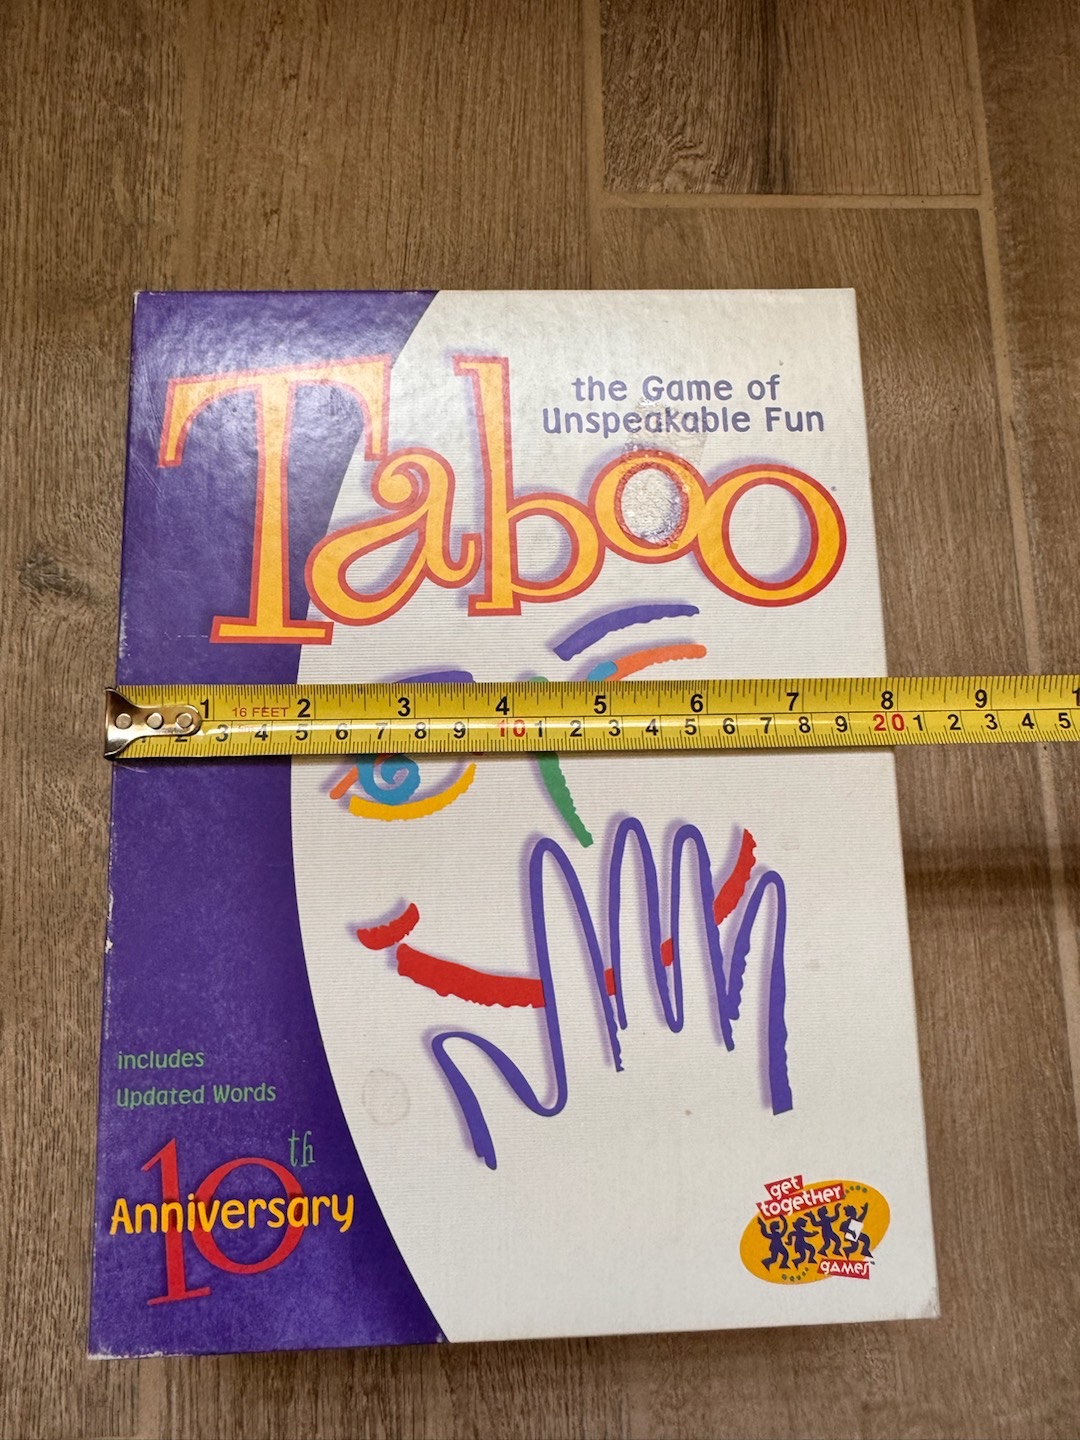 the Game of
Unspeakable Fun
Taboo
1 16 FEET 2 3 4 5 6 7 8 9 1
2 3 4 5 6 7 8 9 10 1 2 3 4 5 6 7 8 9 20 1 2 3 4 5
includes
Updated Words
10th
Anniversary
get
together
games